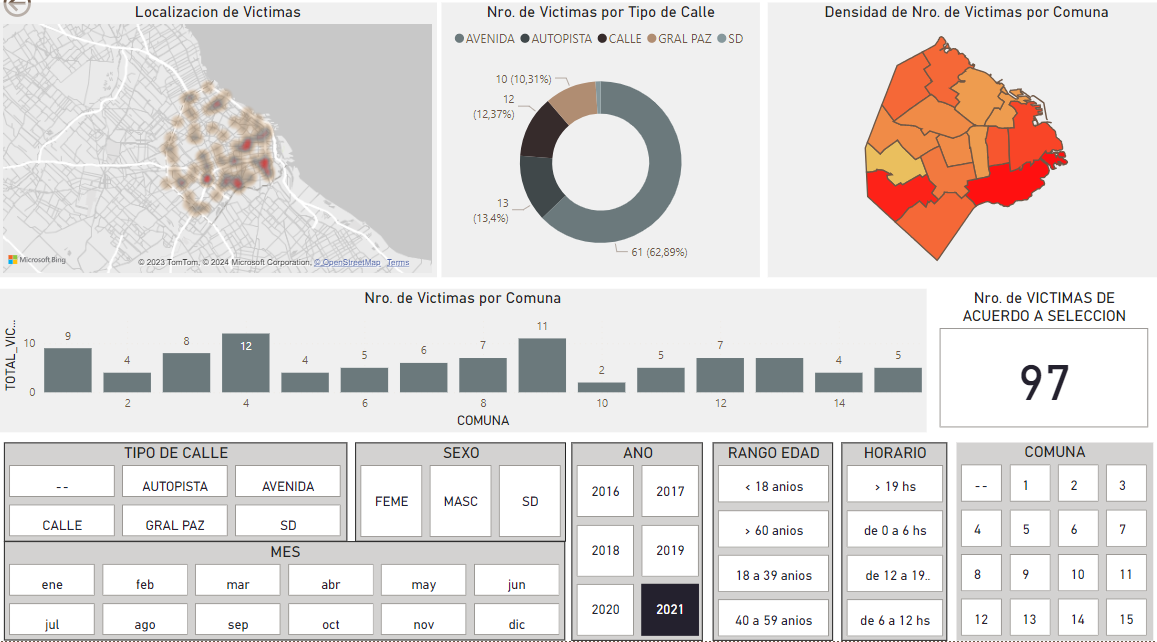 Localizacion de Victimas
Microsoft Bing
© 2023 TomTom, © 2024 Microsoft Corporation, © OpenStreetMap Terms
Nro. de Victimas por Tipo de Calle
AVENIDA AUTOPISTA CALLE GRAL PAZ SD
10 (10,31%)
12
(12,37%)
13
(13,4%)
61 (62,89%)
Densidad de Nro. de Victimas por Comuna
Nro. de Victimas por Comuna
TOTAL_VIC...
10
0
9
4
8
12
4
5
6
7
11
2
5
7
4
5
2
4
6
8
10
12
14
COMUNA
Nro. de VICTIMAS DE
ACUERDO A SELECCION
97
TIPO DE CALLE
-- AUTOPISTA AVENIDA
CALLE GRAL PAZ SD
SEXO
FEME MASC SD
MES
ene feb mar abr may jun
jul ago sep oct nov dic
ANO
2016 2017
2018 2019
2020 2021
RANGO EDAD
< 18 anios
> 60 anios
18 a 39 anios
40 a 59 anios
HORARIO
> 19 hs
de 0 a 6 hs
de 12 a 19..
de 6 a 12 hs
COMUNA
-- 1 2 3
4 5 6 7
8 9 10 11
12 13 14 15